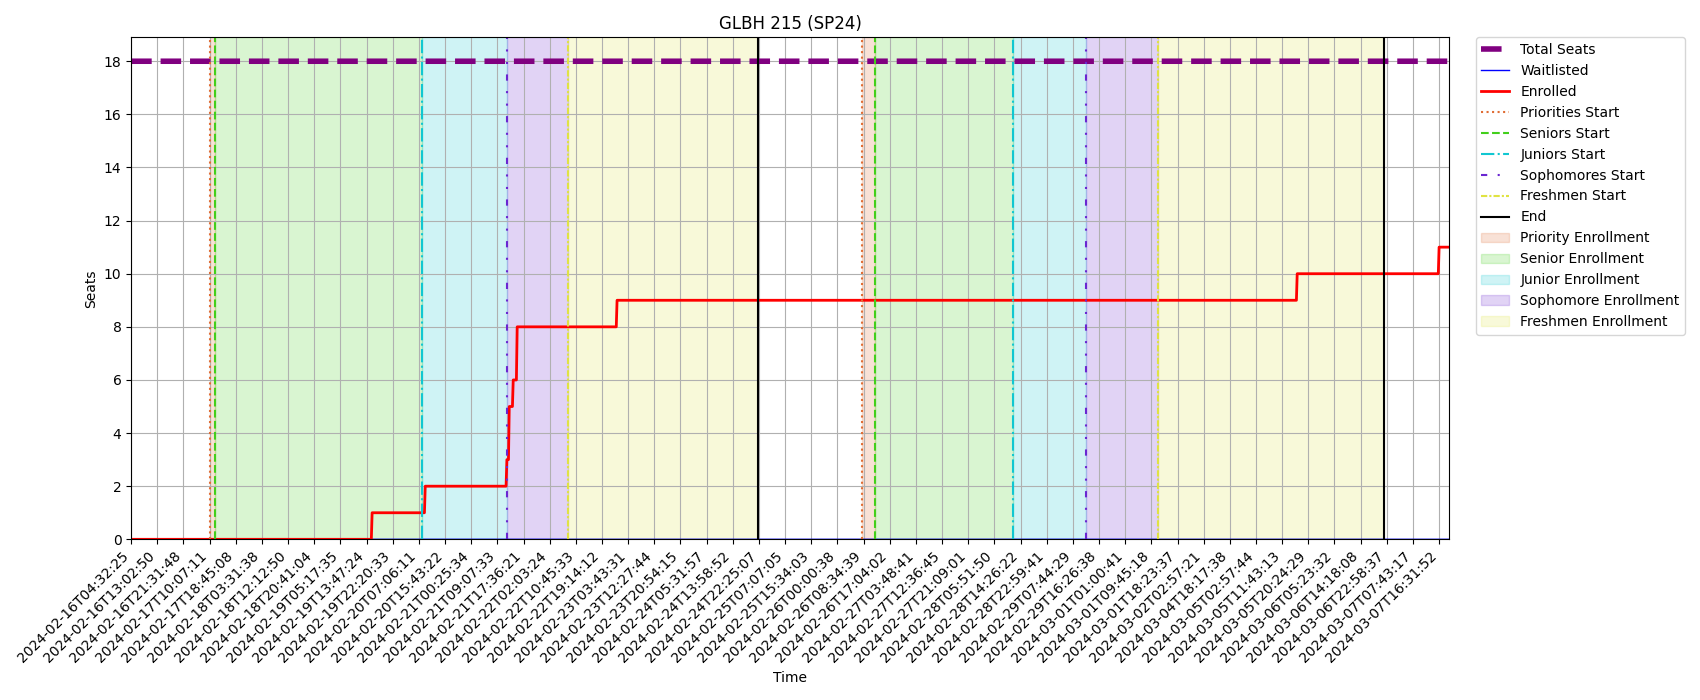 GLBH 215 (SP24)
Seats
18
16
14
12
10
8
6
4
2
0
2024-02-16T04:32:25
2024-02-16T13:02:50
2024-02-16T21:31:48
2024-02-17T10:07:11
2024-02-17T18:45:08
2024-02-18T03:31:38
2024-02-18T12:12:50
2024-02-18T20:41:04
2024-02-19T05:17:35
2024-02-19T13:47:24
2024-02-19T22:20:33
2024-02-20T07:06:11
2024-02-20T15:43:22
2024-02-21T00:25:34
2024-02-21T09:07:33
2024-02-21T17:36:21
2024-02-22T02:03:24
2024-02-22T10:45:33
2024-02-22T19:14:12
2024-02-23T03:43:31
2024-02-23T12:27:44
2024-02-23T20:54:15
2024-02-24T05:31:57
2024-02-24T13:58:52
2024-02-24T22:25:07
2024-02-25T07:07:05
2024-02-25T15:34:03
2024-02-26T00:00:38
2024-02-26T08:34:39
2024-02-26T17:04:02
2024-02-27T03:48:41
2024-02-27T12:36:45
2024-02-27T21:09:01
2024-02-28T05:51:50
2024-02-28T14:26:22
2024-02-28T22:59:41
2024-02-29T07:44:29
2024-02-29T16:26:38
2024-03-01T01:00:41
2024-03-01T09:45:18
2024-03-01T18:23:37
2024-03-02T02:57:21
2024-03-04T18:17:38
2024-03-05T02:57:44
2024-03-05T11:43:13
2024-03-05T20:24:29
2024-03-06T05:23:32
2024-03-06T14:18:08
2024-03-06T22:58:37
2024-03-07T07:43:17
2024-03-07T16:31:52
Time
Total Seats
Waitlisted
Enrolled
Priorities Start
Seniors Start
Juniors Start
Sophomores Start
Freshmen Start
End
Priority Enrollment
Senior Enrollment
Junior Enrollment
Sophomore Enrollment
Freshmen Enrollment